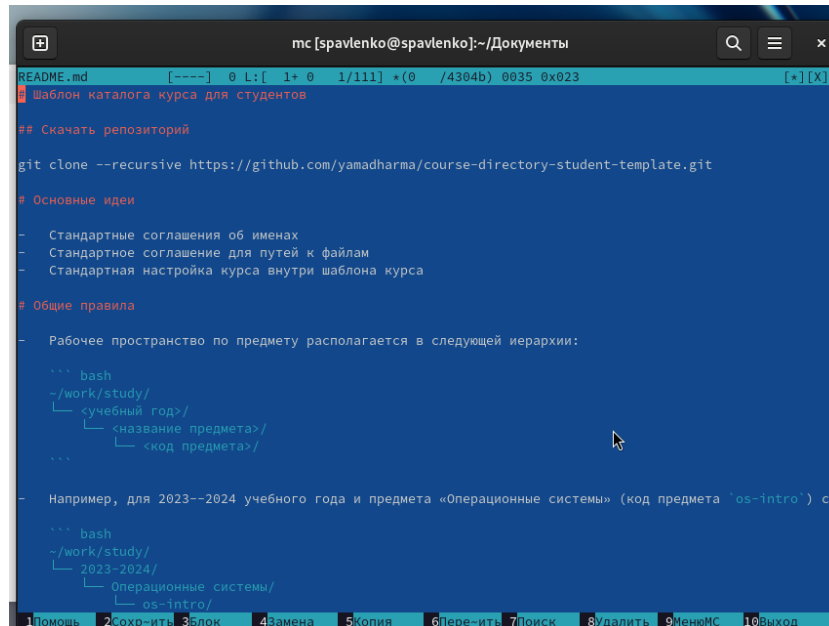 mc [spavlenko@spavlenko]:~/Документы
README.md [----] 0 L:[ 1+ 0 1/111] *(0 /4304b) 0035 0x023 [*][X]
# Шаблон каталога курса для студентов
## Скачать репозиторий
git clone --recursive https://github.com/yamadharma/course-directory-student-template.git
# Основные идеи
- Стандартные соглашения об именах
- Стандартное соглашение для путей к файлам
- Стандартная настройка курса внутри шаблона курса
# Общие правила
- Рабочее пространство по предмету располагается в следующей иерархии:
``` bash
~/work/study/
└── <учебный год>/
└── <название предмета>/
└── <код предмета>/
```
- Например, для 2023--2024 учебного года и предмета «Операционные системы» (код предмета `os-intro`) с
``` bash
~/work/study/
└── 2023-2024/
└── Операционные системы/
└── os-intro/
1Помощь 2Сохр~ить 3Блок 4Замена 5Копия 6Пере~ить 7Поиск 8Удалить 9МенюMC 10Выход